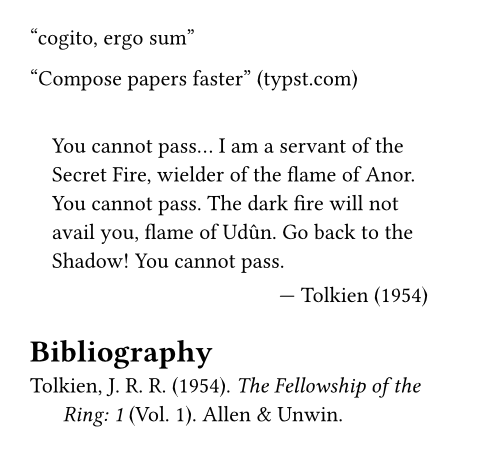 “cogito, ergo sum”
“Compose papers faster” (typst.com)
You cannot pass… I am a servant of the
Secret Fire, wielder of the flame of Anor.
You cannot pass. The dark fire will not
avail you, flame of Udûn. Go back to the
Shadow! You cannot pass.
— Tolkien (1954)
Bibliography
Tolkien, J. R. R. (1954). The Fellowship of the
Ring: 1 (Vol. 1). Allen & Unwin.